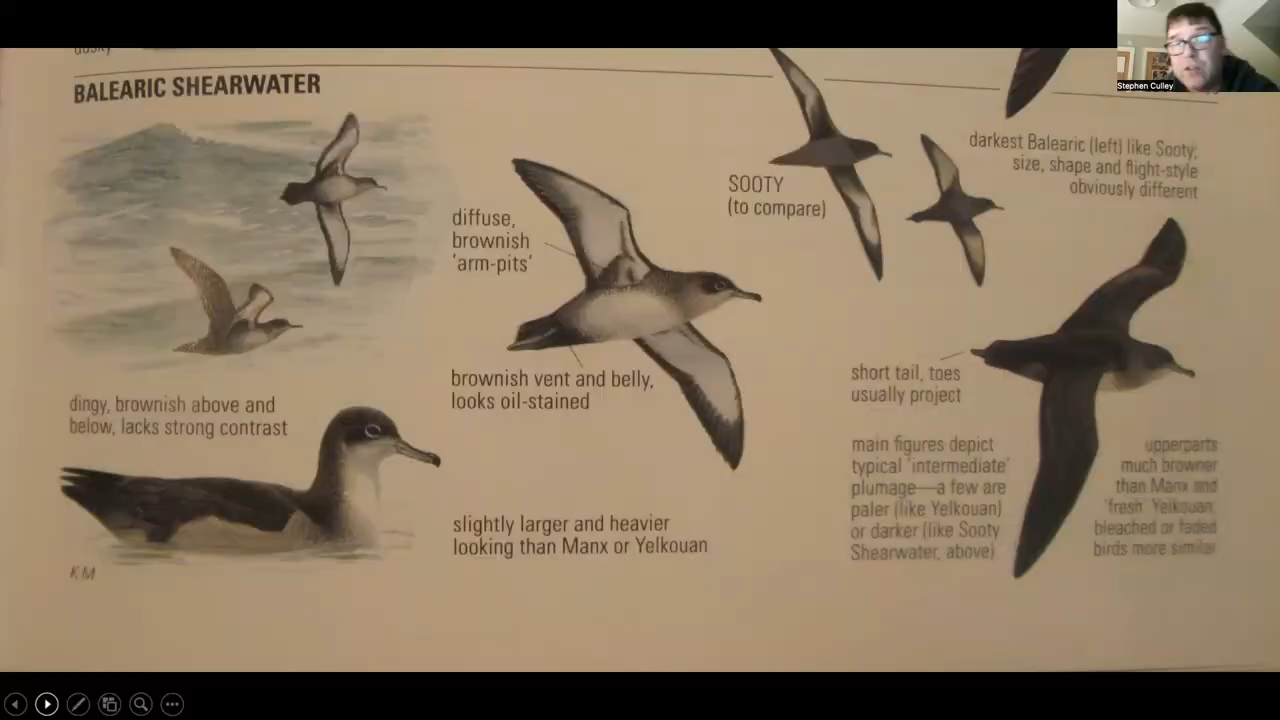 dusky
BALEARIC SHEARWATER
Stephen Culley
SOOTY
(to compare)
darkest Balearic (left) like Sooty;
size, shape and flight-style
obviously different
diffuse,
brownish
'arm-pits'
brownish vent and belly,
looks oil-stained
dingy, brownish above and
below, lacks strong contrast
slightly larger and heavier
looking than Manx or Yelkouan
short tail, toes
usually project
main figures depict
typical 'intermediate'
plumage—a few are
paler (like Yelkouan)
or darker (like Sooty
Shearwater, above)
upperparts
much browner
than Manx and
'fresh' Yelkouan;
bleached or faded
birds more similar
KM